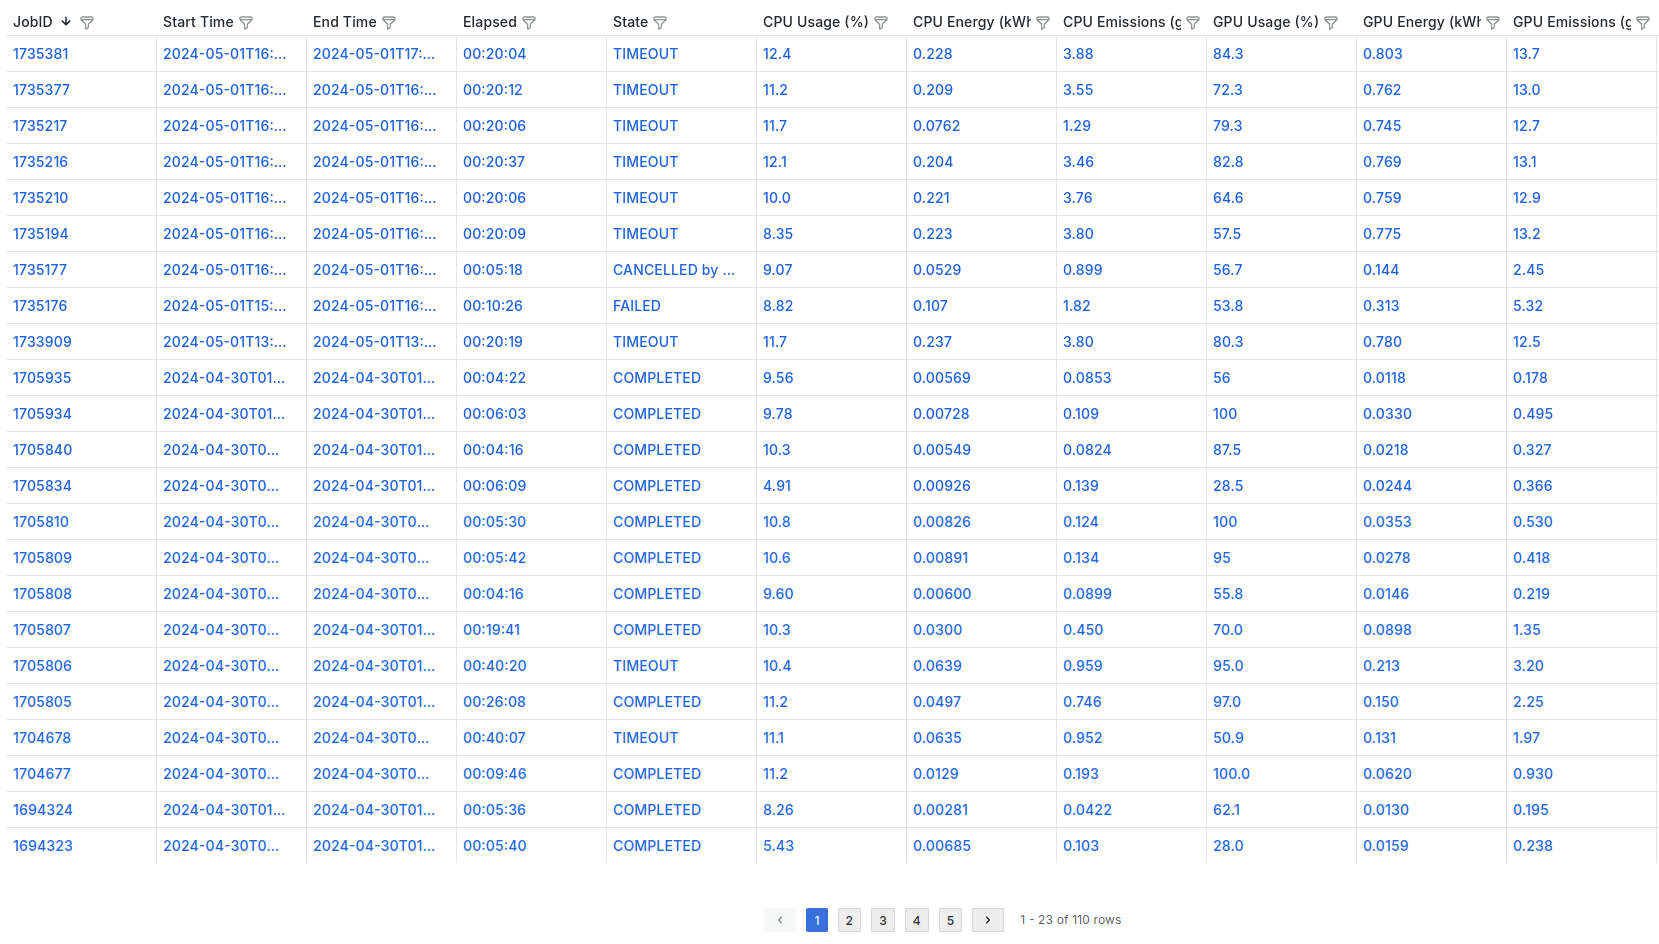 JobID Start Time End Time Elapsed State CPU Usage (%) CPU Energy (kWh CPU Emissions (g GPU Usage (%) GPU Energy (kWh GPU Emissions (g
1735381 2024-05-01T16:... 2024-05-01T17:... 00:20:04 TIMEOUT 12.4 0.228 3.88 84.3 0.803 13.7
1735377 2024-05-01T16:... 2024-05-01T16:... 00:20:12 TIMEOUT 11.2 0.209 3.55 72.3 0.762 13.0
1735217 2024-05-01T16:... 2024-05-01T16:... 00:20:06 TIMEOUT 11.7 0.0762 1.29 79.3 0.745 12.7
1735216 2024-05-01T16:... 2024-05-01T16:... 00:20:37 TIMEOUT 12.1 0.204 3.46 82.8 0.769 13.1
1735210 2024-05-01T16:... 2024-05-01T16:... 00:20:06 TIMEOUT 10.0 0.221 3.76 64.6 0.759 12.9
1735194 2024-05-01T16:... 2024-05-01T16:... 00:20:09 TIMEOUT 8.35 0.223 3.80 57.5 0.775 13.2
1735177 2024-05-01T16:... 2024-05-01T16:... 00:05:18 CANCELLED by ... 9.07 0.0529 0.899 56.7 0.144 2.45
1735176 2024-05-01T15:... 2024-05-01T16:... 00:10:26 FAILED 8.82 0.107 1.82 53.8 0.313 5.32
1733909 2024-05-01T13:... 2024-05-01T13:... 00:20:19 TIMEOUT 11.7 0.237 3.80 80.3 0.780 12.5
1705935 2024-04-30T01... 2024-04-30T01... 00:04:22 COMPLETED 9.56 0.00569 0.0853 56 0.0118 0.178
1705934 2024-04-30T01... 2024-04-30T01... 00:06:03 COMPLETED 9.78 0.00728 0.109 100 0.0330 0.495
1705840 2024-04-30T0... 2024-04-30T01... 00:04:16 COMPLETED 10.3 0.00549 0.0824 87.5 0.0218 0.327
1705834 2024-04-30T0... 2024-04-30T01... 00:06:09 COMPLETED 4.91 0.00926 0.139 28.5 0.0244 0.366
1705810 2024-04-30T0... 2024-04-30T0... 00:05:30 COMPLETED 10.8 0.00826 0.124 100 0.0353 0.530
1705809 2024-04-30T0... 2024-04-30T0... 00:05:42 COMPLETED 10.6 0.00891 0.134 95 0.0278 0.418
1705808 2024-04-30T0... 2024-04-30T0... 00:04:16 COMPLETED 9.60 0.00600 0.0899 55.8 0.0146 0.219
1705807 2024-04-30T0... 2024-04-30T01... 00:19:41 COMPLETED 10.3 0.0300 0.450 70.0 0.0898 1.35
1705806 2024-04-30T0... 2024-04-30T01... 00:40:20 TIMEOUT 10.4 0.0639 0.959 95.0 0.213 3.20
1705805 2024-04-30T0... 2024-04-30T01... 00:26:08 COMPLETED 11.2 0.0497 0.746 97.0 0.150 2.25
1704678 2024-04-30T0... 2024-04-30T0... 00:40:07 TIMEOUT 11.1 0.0635 0.952 50.9 0.131 1.97
1704677 2024-04-30T0... 2024-04-30T0... 00:09:46 COMPLETED 11.2 0.0129 0.193 100.0 0.0620 0.930
1694324 2024-04-30T01... 2024-04-30T01... 00:05:36 COMPLETED 8.26 0.00281 0.0422 62.1 0.0130 0.195
1694323 2024-04-30T0... 2024-04-30T01... 00:05:40 COMPLETED 5.43 0.00685 0.103 28.0 0.0159 0.238
1 2 3 4 5 1 - 23 of 110 rows